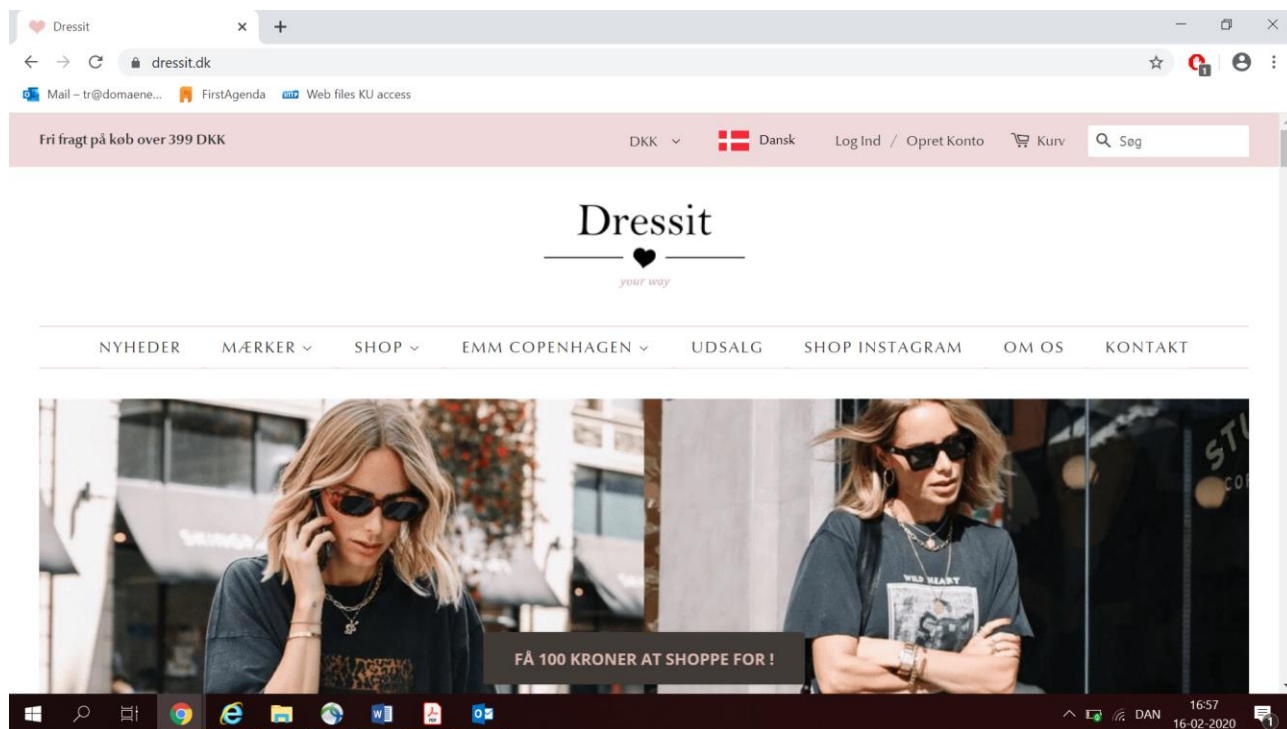 Dressit
dressit.dk
Mail – tr@domaene... FirstAgenda Web files KU access
Fri fragt på køb over 399 DKK DKK Dansk Log Ind / Opret Konto Kurv Søg
Dressit
your way
NYHEDER MÆRKER SHOP EMM COPENHAGEN UDSALG SHOP INSTAGRAM OM OS KONTAKT
WILD HEART
FÅ 100 KRONER AT SHOPPE FOR !
DAN 16:57
16-02-2020